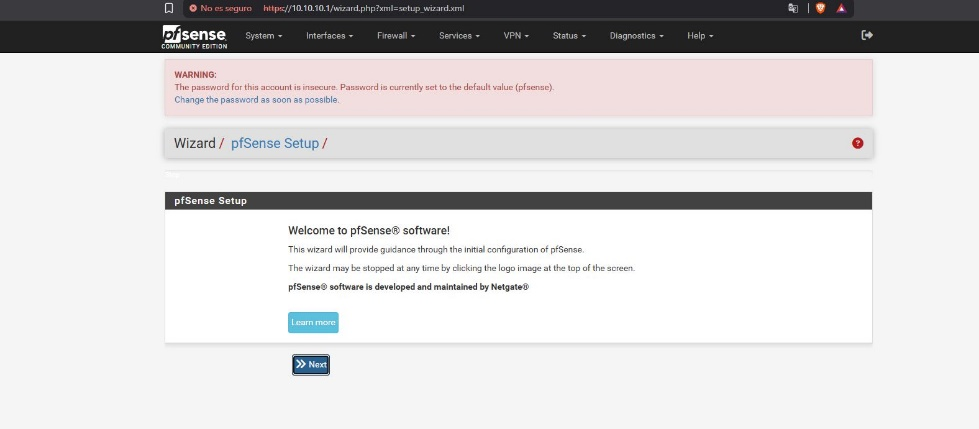 No es seguro https://10.10.10.1/wizard.php?xml=setup_wizard.xml
pfsense
COMMUNITY EDITION
System Interfaces Firewall Services VPN Status Diagnostics Help
WARNING:
The password for this account is insecure. Password is currently set to the default value (pfsense).
Change the password as soon as possible.
Wizard / pfSense Setup /
?
pfSense Setup
Welcome to pfSense® software!
This wizard will provide guidance through the initial configuration of pfSense.
The wizard may be stopped at any time by clicking the logo image at the top of the screen.
pfSense® software is developed and maintained by Netgate®
Learn more
Next